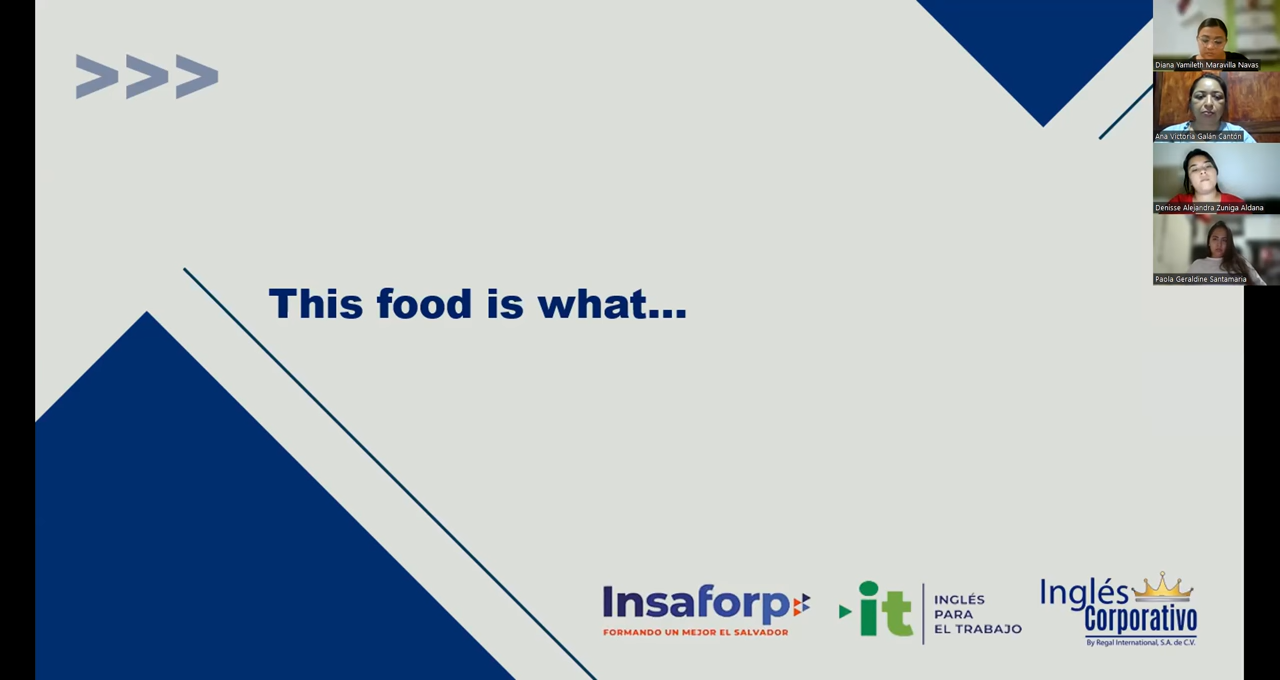 >>>
Diana Yamileth Maravilla Navas
Ana Victoria Galán Cantón
Denisse Alejandra Zuniga Aldana
Paola Geraldine Santamaria
This food is what...
Insaforp
FORMANDO UN MEJOR EL SALVADOR
it
INGLÉS
PARA
EL TRABAJO
Inglés
Corporativo
By Regal International, S.A. de C.V.